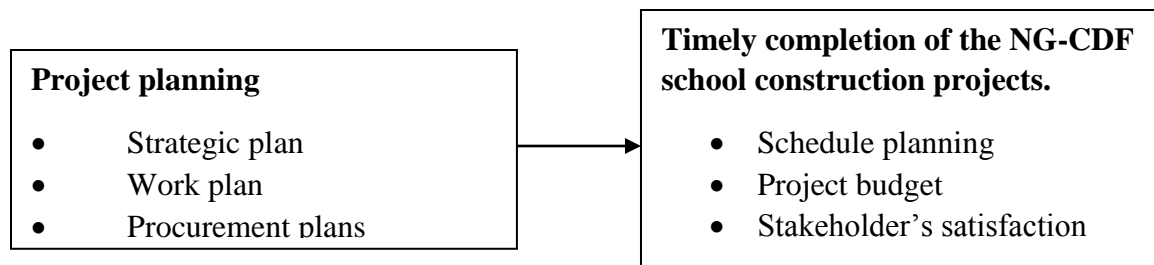 Project planning
• Strategic plan
• Work plan
• Procurement plans
Timely completion of the NG-CDF
school construction projects.
• Schedule planning
• Project budget
• Stakeholder’s satisfaction